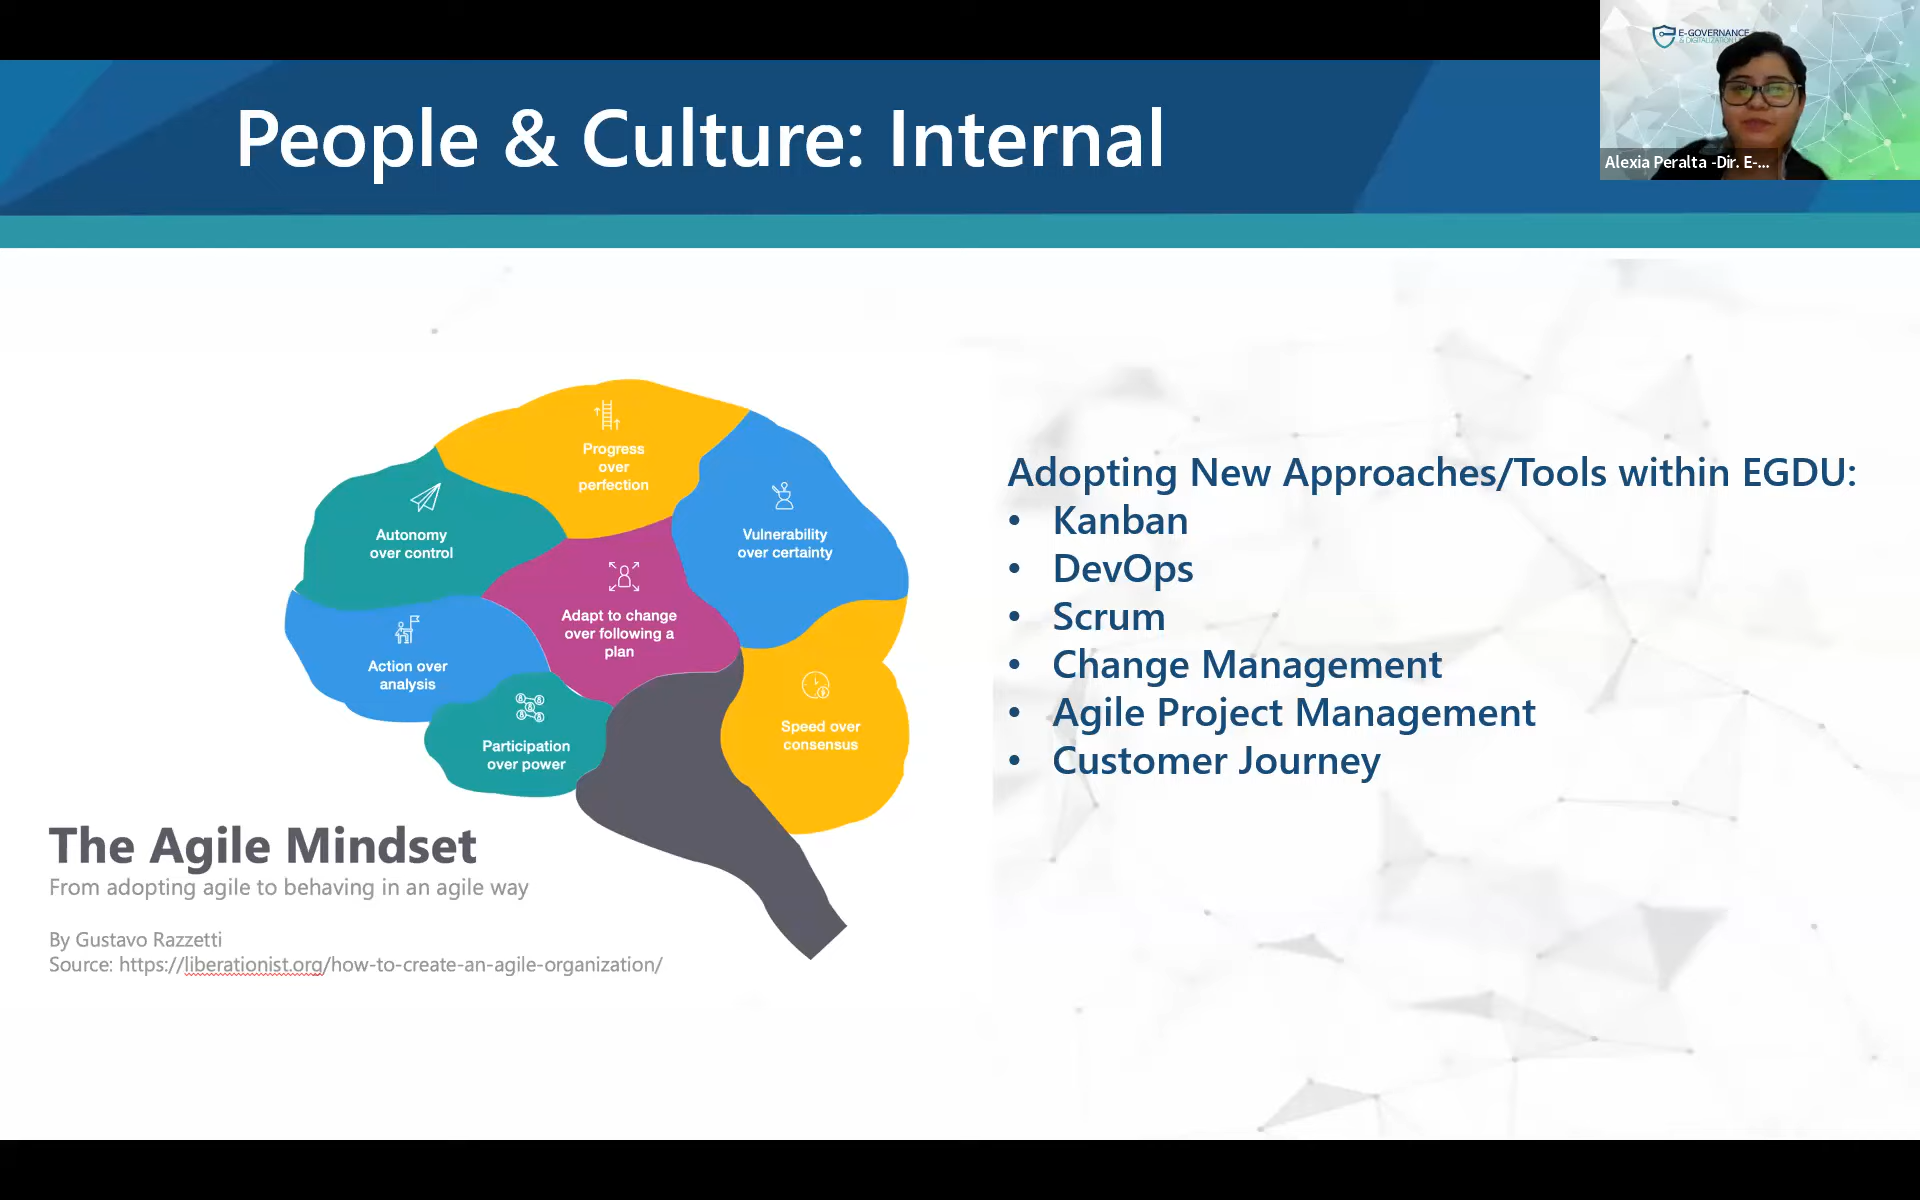 People & Culture: Internal
E-GOVERNANCE
Alexia Peralta -Dir. E-...
Progress
over
perfection
Autonomy
over control
Vulnerability
over certainty
Adapt to change
over following a
plan
Action over
analysis
Participation
over power
Speed over
consensus
The Agile Mindset
From adopting agile to behaving in an agile way
By Gustavo Razzetti
Source: https://liberationist.org/how-to-create-an-agile-organization/
Adopting New Approaches/Tools within EGDU:
• Kanban
• DevOps
• Scrum
• Change Management
• Agile Project Management
• Customer Journey